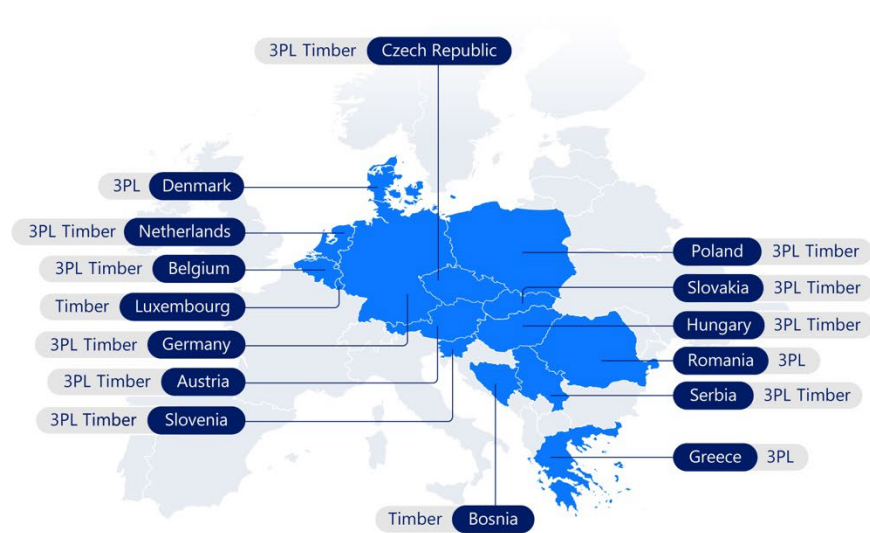 3PL Timber Czech Republic
3PL Denmark
3PL Timber Netherlands
3PL Timber Belgium
Timber Luxembourg
3PL Timber Germany
3PL Timber Austria
3PL Timber Slovenia
Poland 3PL Timber
Slovakia 3PL Timber
Hungary 3PL Timber
Romania 3PL
Serbia 3PL Timber
Greece 3PL
Timber Bosnia